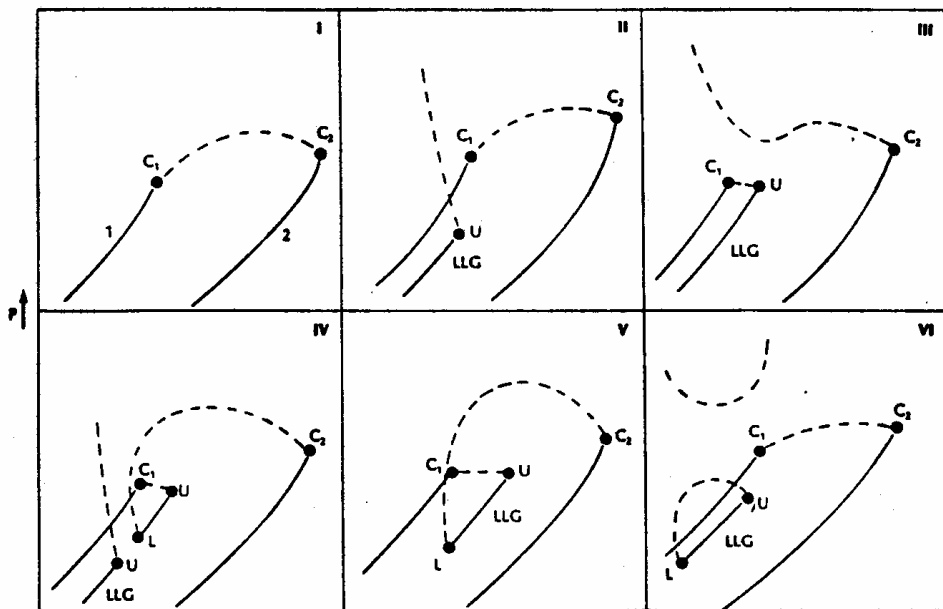 I
C₁
C₂
1
2
II
C₁
C₂
U
LLG
III
C₁
U
C₂
LLG
P
IV
C₁
U
C₂
L
U
LLG
V
C₁
U
C₂
LLG
L
VI
C₁
C₂
U
LLG
L